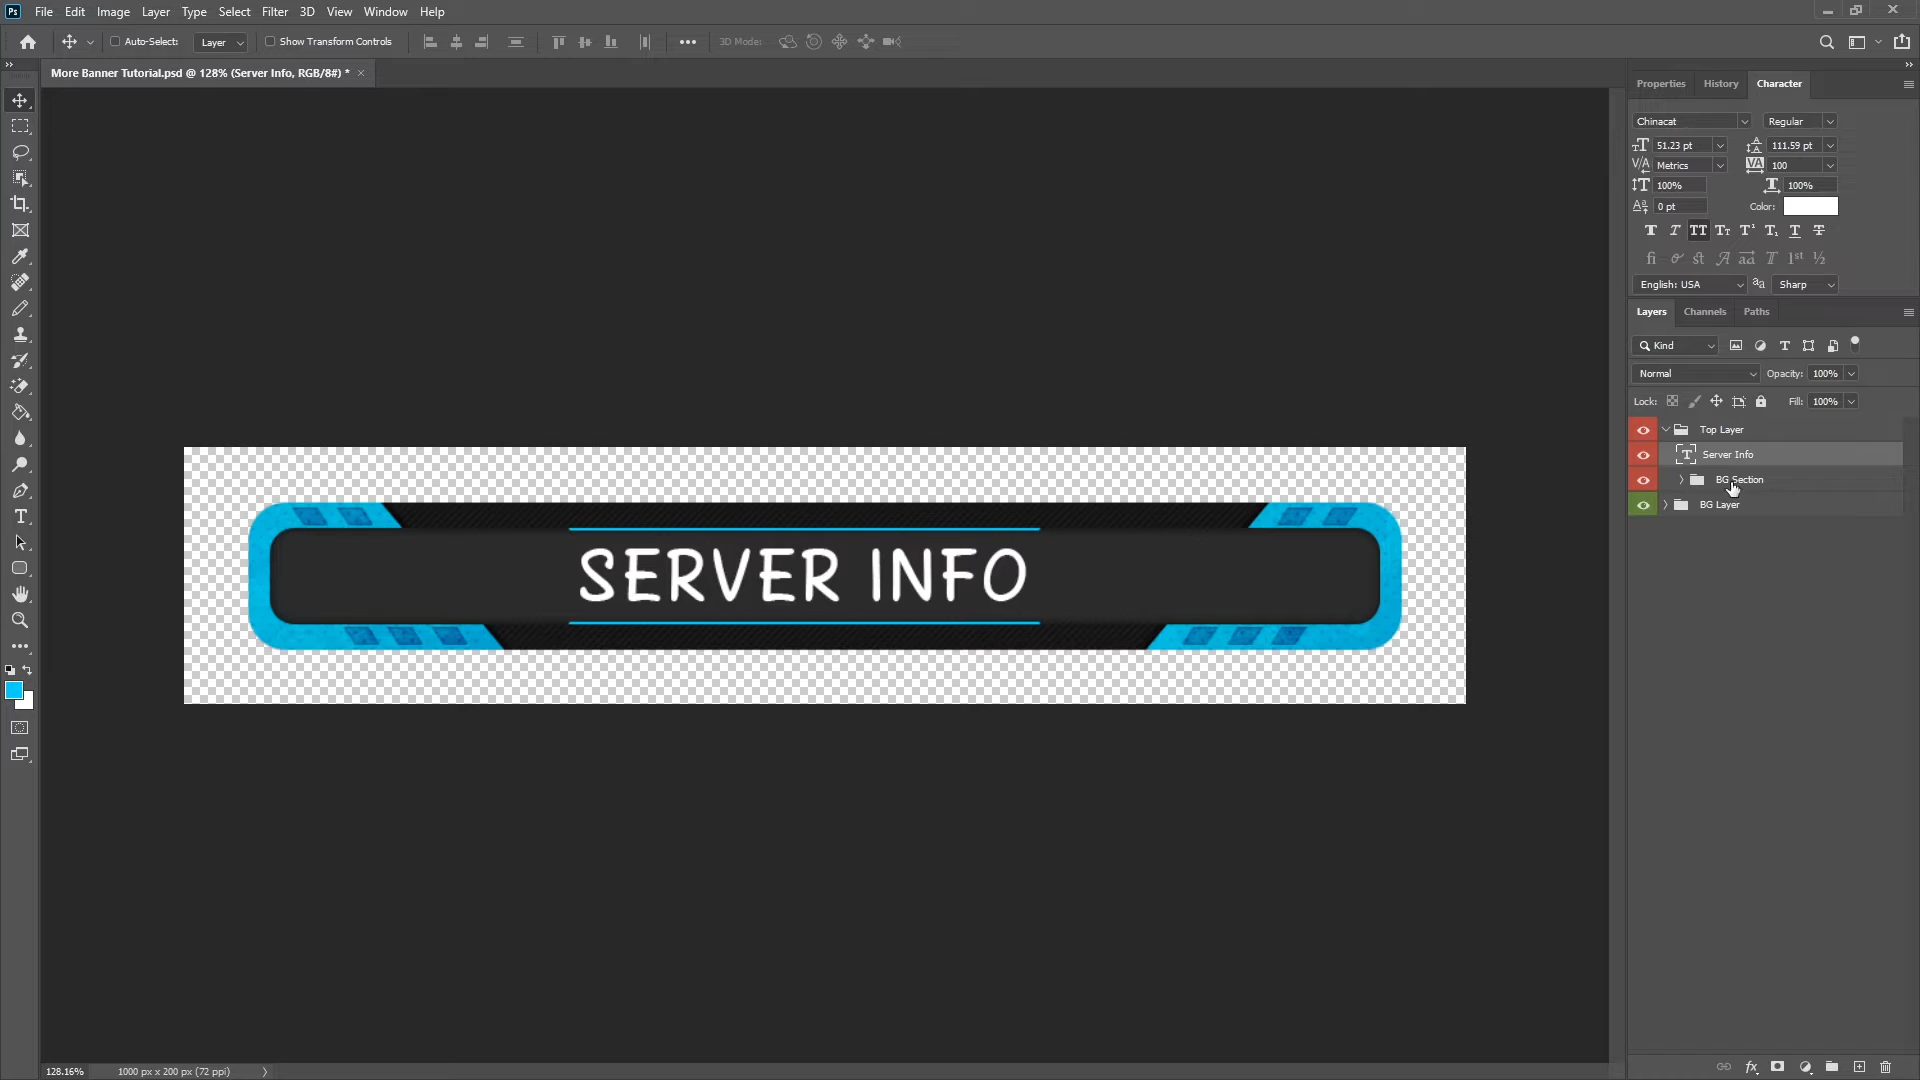 File Edit Image Layer Type Select Filter 3D View Window Help
Auto-Select: Layer Show Transform Controls 3D Mode:
More Banner Tutorial.psd @ 128% (Server Info, RGB/8#) *
Properties History Character
Chinacat Regular
51.23 pt 111.59 pt
Metrics 100
100% 100%
0 pt Color:
English: USA Sharp
Layers Channels Paths
Kind
Normal Opacity: 100%
Lock: Fill: 100%
Top Layer
Server Info
BG Section
BG Layer
SERVER INFO
128.16% 1000 px x 200 px (72 ppi)